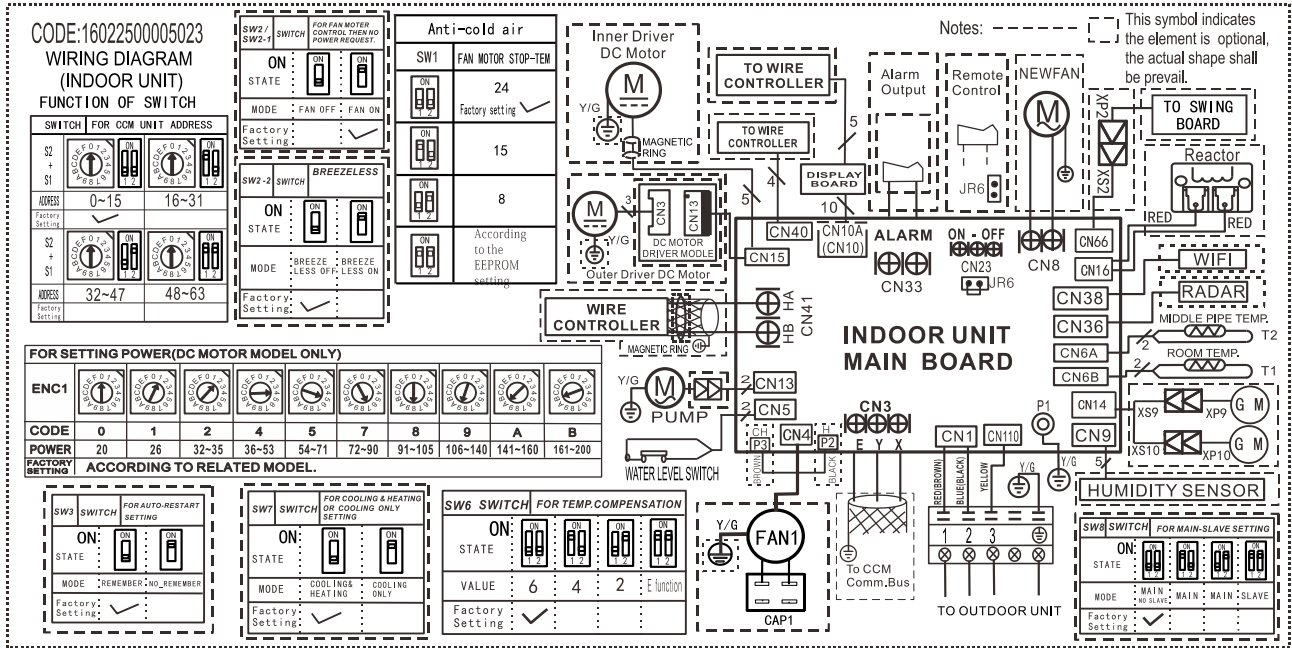 CODE:16022500005023
WIRING DIAGRAM
(INDOOR UNIT)
FUNCTION OF SWITCH
SWITCH FOR CCM UNIT ADDRESS
S2
+
S1
ADDRESS 0~15 16~31
Factory
Setting
S2
+
S1
ADDRESS 32~47 48~63
Factory
Setting
SW2/
SW2-1 SWITCH FOR FAN MOTER
CONTROL THEN NO
POWER REQUEST.
ON
STATE
MODE FAN OFF FAN ON
Factory
Setting
SW2-2 SWITCH BREEZELESS
ON
STATE
MODE BREEZE
LESS OFF BREEZE
LESS ON
Factory
Setting
Anti-cold air
SW1 FAN MOTOR STOP-TEM
24
Factory setting
15
8
According
to the
EEPROM
setting
Inner Driver
DC Motor
M
Y/G
MAGNETIC
RING
M
3
Y/G
CN3
CN13
DC MOTOR
DRIVER MODLE
Outer Driver DC Motor
WIRE
CONTROLLER
MAGNETIC RING
TO WIRE
CONTROLLER
TO WIRE
CONTROLLER
5
4
5
DISPLAY
BOARD
10
Alarm
Output
Remote
Control
JR6
NEWFAN
M
Notes:
This symbol indicates
the element is optional,
the actual shape shall
be prevail.
XP2
XS2
TO SWING
BOARD
Reactor
RED
RED
CN40
CN10A
(CN10)
ALARM
CN33
ON - OFF
CN23
JR6
CN8
CN66
CN15
CN16
WIFI
CN38
RADAR
CN36
HA
HB
CN41
INDOOR UNIT
MAIN BOARD
MIDDLE PIPE TEMP.
CN6A
2
T2
ROOM TEMP.
CN6B
2
T1
FOR SETTING POWER(DC MOTOR MODEL ONLY)
ENC1
CODE 0 1 2 4 5 7 8 9 A B
POWER 20 26 32~35 36~53 54~71 72~90 91~105 106~140 141~160 161~200
FACTORY
SETTING ACCORDING TO RELATED MODEL.
Y/G
M
PUMP
2
CN13
2
CN5
WATER LEVEL SWITCH
CH
P3
BROWN
CN4
H
P2
BLACK
CN3
E Y X
CN1
CN110
P1
Y/G
CN14
CN9
XS9
XP9
G M
XS10
XP10
G M
5
HUMIDITY SENSOR
RED(BROWN)
BLUE(BLACK)
YELLOW
Y/G
1 2 3
TO OUTDOOR UNIT
To CCM
Comm.Bus
Y/G
FAN1
CAP1
SW3 SWITCH FOR AUTO-RESTART
SETTING
ON
STATE
MODE REMEMBER NO_REMEMBER
Factory
Setting
SW7 SWITCH FOR COOLING & HEATING
OR COOLING ONLY
SETTING
ON
STATE
MODE COOLING&
HEATING COOLING
ONLY
Factory
Setting
SW6 SWITCH FOR TEMP.COMPENSATION
ON
STATE
VALUE 6 4 2 E function
Factory
Setting
SW8 SWITCH FOR MAIN-SLAVE SETTING
ON
STATE
MODE MAIN
NO SLAVE MAIN MAIN SLAVE
Factory
Setting